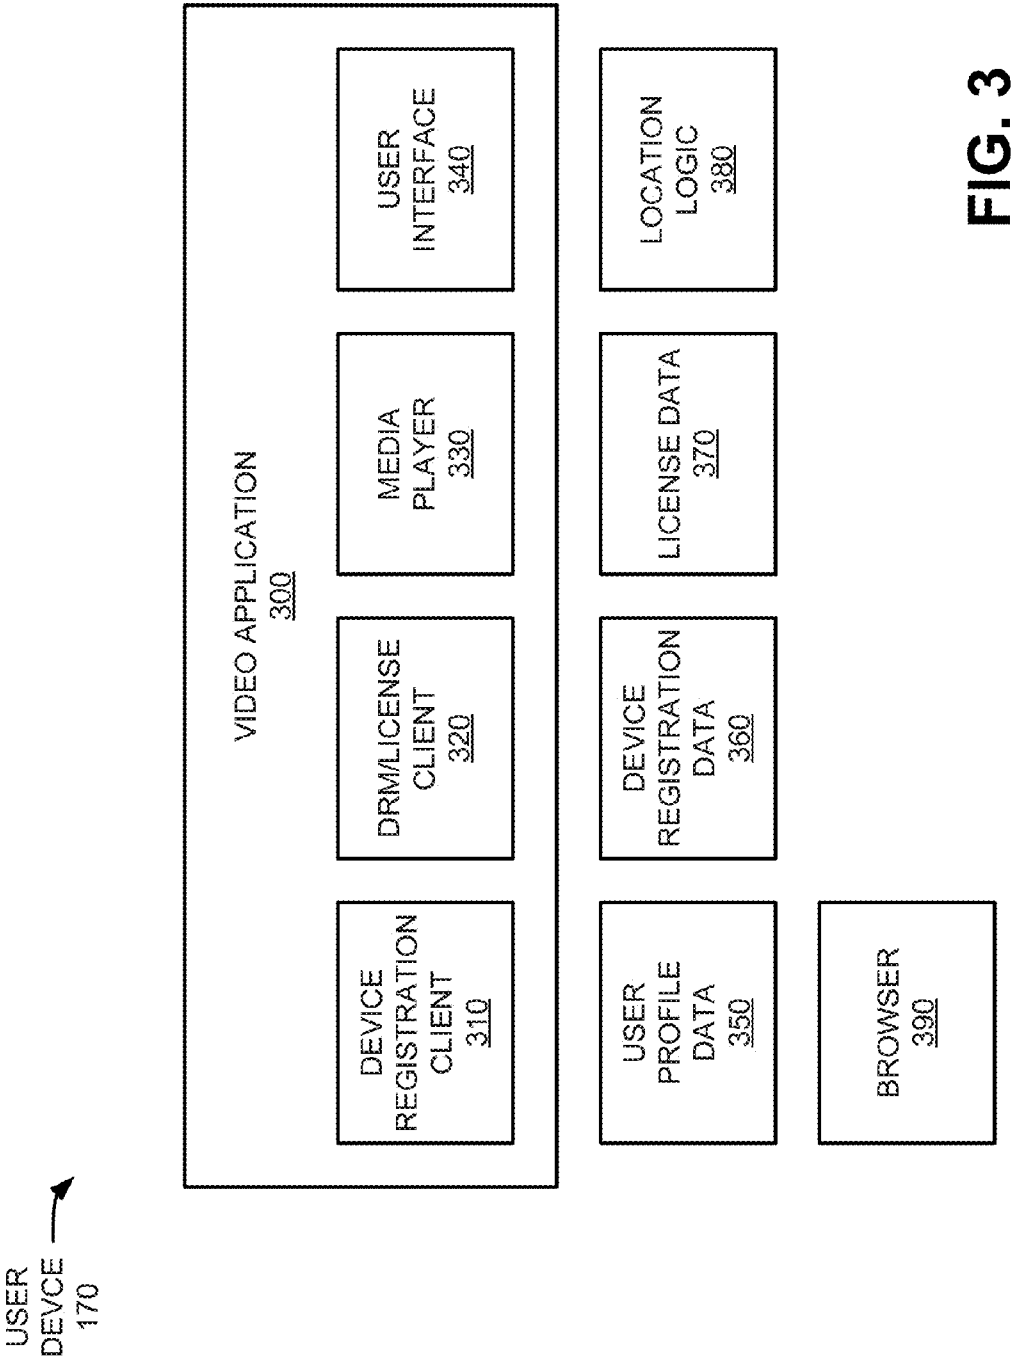 USER
DEVCE
170
VIDEO APPLICATION
300
DEVICE
REGISTRATION
CLIENT
310
DRM/LICENSE
CLIENT
320
MEDIA
PLAYER
330
USER
INTERFACE
340
USER
PROFILE
DATA
350
DEVICE
REGISTRATION
DATA
360
LICENSE DATA
370
LOCATION
LOGIC
380
BROWSER
390
FIG. 3